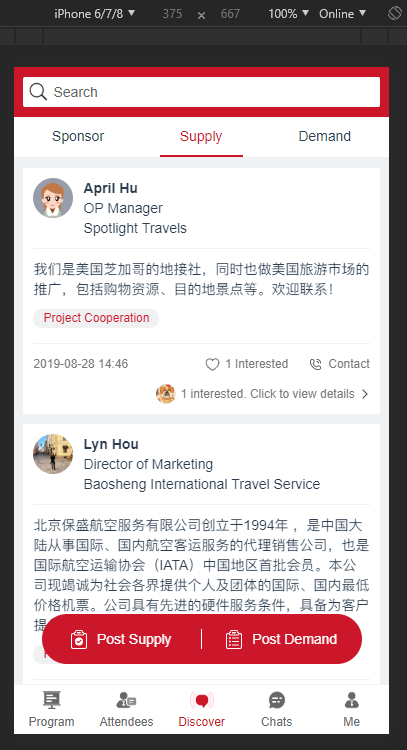 iPhone 6/7/8 ▼ 375 × 667 100% ▼ Online ▼
Search
Sponsor Supply Demand
April Hu
OP Manager
Spotlight Travels
我们是美国芝加哥的地接社，同时也做美国旅游市场的
推广，包括购物资源、目的地景点等。欢迎联系！
Project Cooperation
2019-08-28 14:46 1 Interested Contact
1 interested. Click to view details
Lyn Hou
Director of Marketing
Baosheng International Travel Service
北京保盛航空服务有限公司创立于1994年 ，是中国大
陆从事国际、国内航空客运服务的代理销售公司，也是
国际航空运输协会（IATA）中国地区首批会员。本公
司现竭诚为社会各界提供个人及团体的国际、国内最低
价格机票。公司具有先进的硬件服务条件，具备为客户
提
Post Supply Post Demand
Program Attendees Discover Chats Me